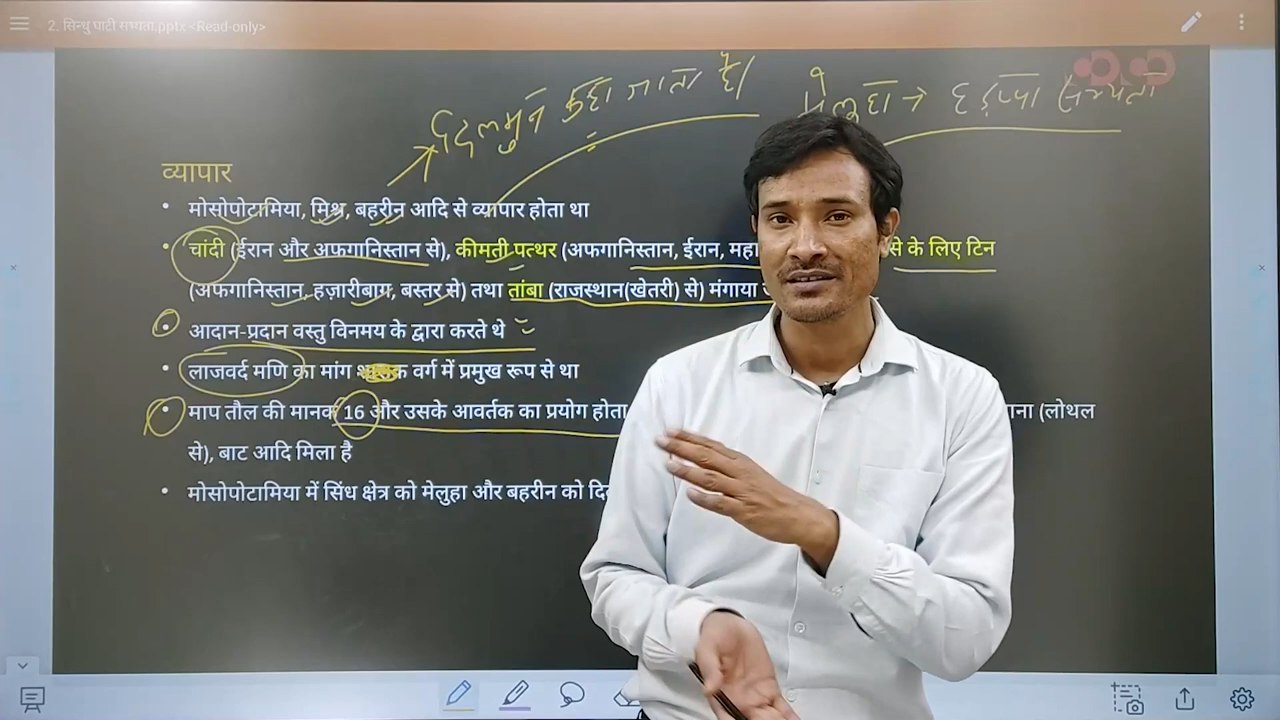 2. सिन्धु घाटी सभ्यता.pptx <Read-only>
दिलमुन कहा जाता है।
मेलुहा → हड़प्पा सभ्यता
व्यापार
• मोसोपोटामिया, मिश्र, बहरीन आदि से व्यापार होता था
• चांदी (ईरान और अफगानिस्तान से), कीमती पत्थर (अफगानिस्तान, ईरान, महा से के लिए टिन
(अफगानिस्तान, हज़ारीबाग, बस्तर से) तथा तांबा (राजस्थान(खेतरी) से) मंगाया
• आदान-प्रदान वस्तु विनमय के द्वारा करते थे
• लाजवर्द मणि का मांग वर्ग में प्रमुख रूप से था
• माप तौल की मानक 16 और उसके आवर्तक का प्रयोग होता (लोथल
से), बाट आदि मिला है
• मोसोपोटामिया में सिंध क्षेत्र को मेलुहा और बहरीन को